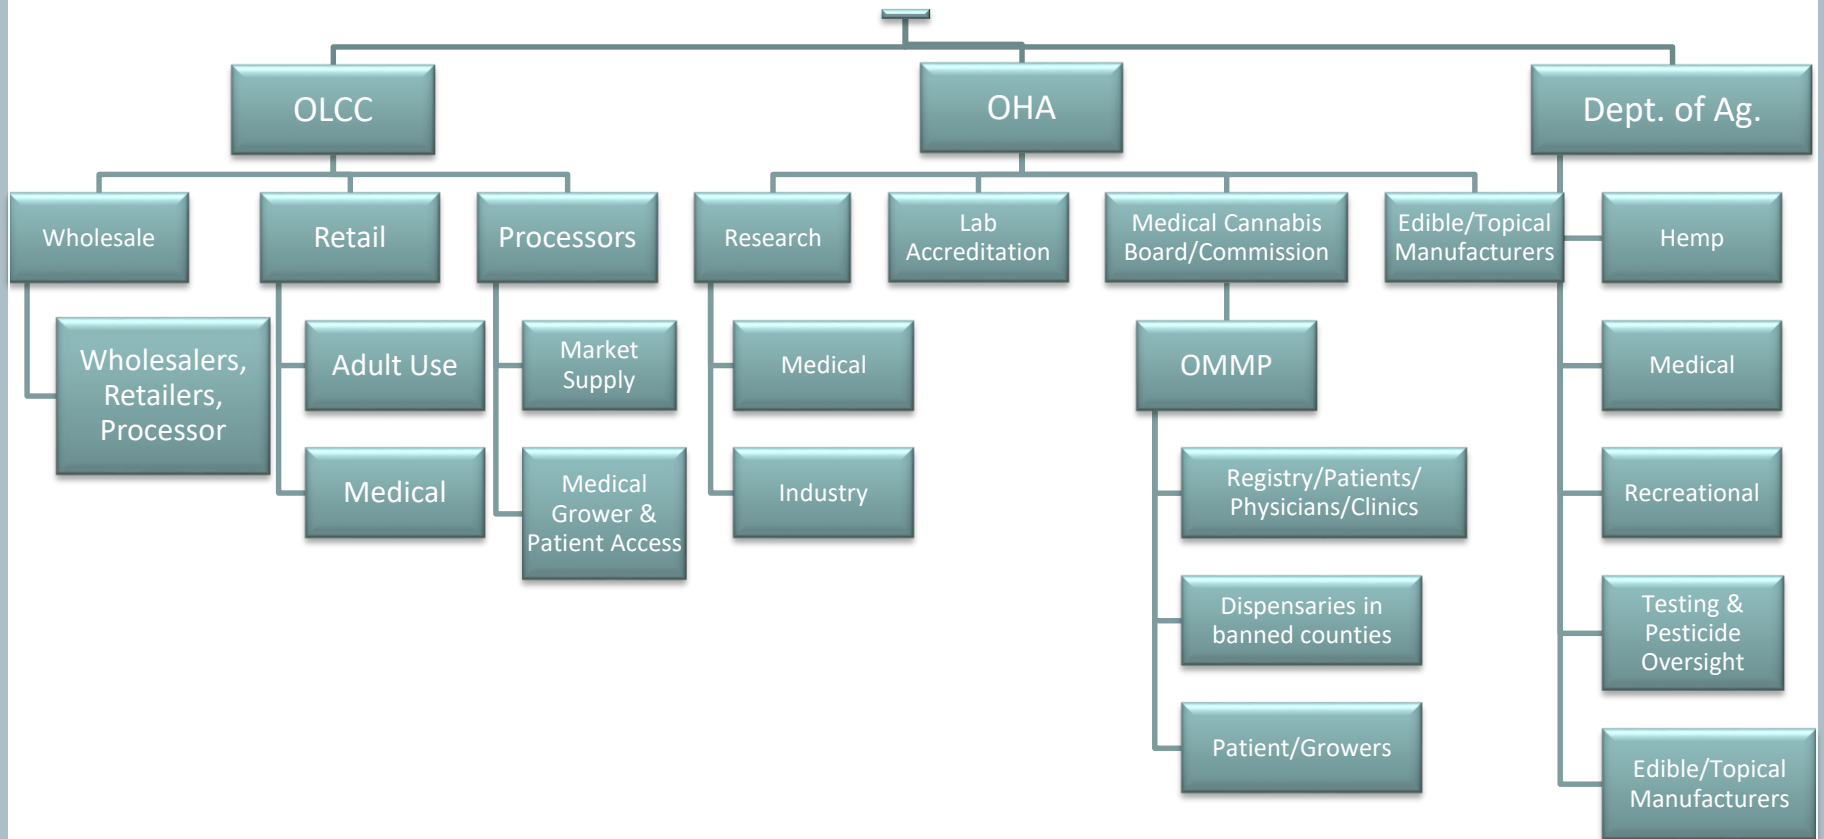 OLCC
OHA
Dept. of Ag.
Wholesale
Retail
Processors
Research
Lab
Accreditation
Medical Cannabis
Board/Commission
Edible/Topical
Manufacturers
Hemp
Wholesalers,
Retailers,
Processor
Adult Use
Market
Supply
Medical
OMMP
Medical
Medical
Medical
Grower &
Patient Access
Industry
Registry/Patients/
Physicians/Clinics
Recreational
Dispensaries in
banned counties
Testing &
Pesticide
Oversight
Patient/Growers
Edible/Topical
Manufacturers